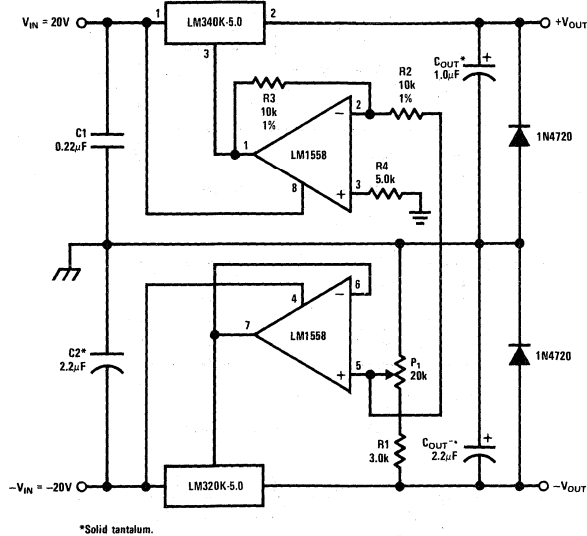 V_IN = 20V
1
LM340K-5.0
2
+V_OUT
3
R3
10k
1%
R2
10k
1%
C_OUT*
1.0µF
+
C1
0.22µF
1
LM1558
2
−
8
+
3
R4
5.0k
1N4720
4
−
6
7
LM1558
+
5
P1
20k
C2*
2.2µF
R1
3.0k
C_OUT-*
2.2µF
+
1N4720
−V_IN = −20V
LM320K-5.0
−V_OUT
*Solid tantalum.